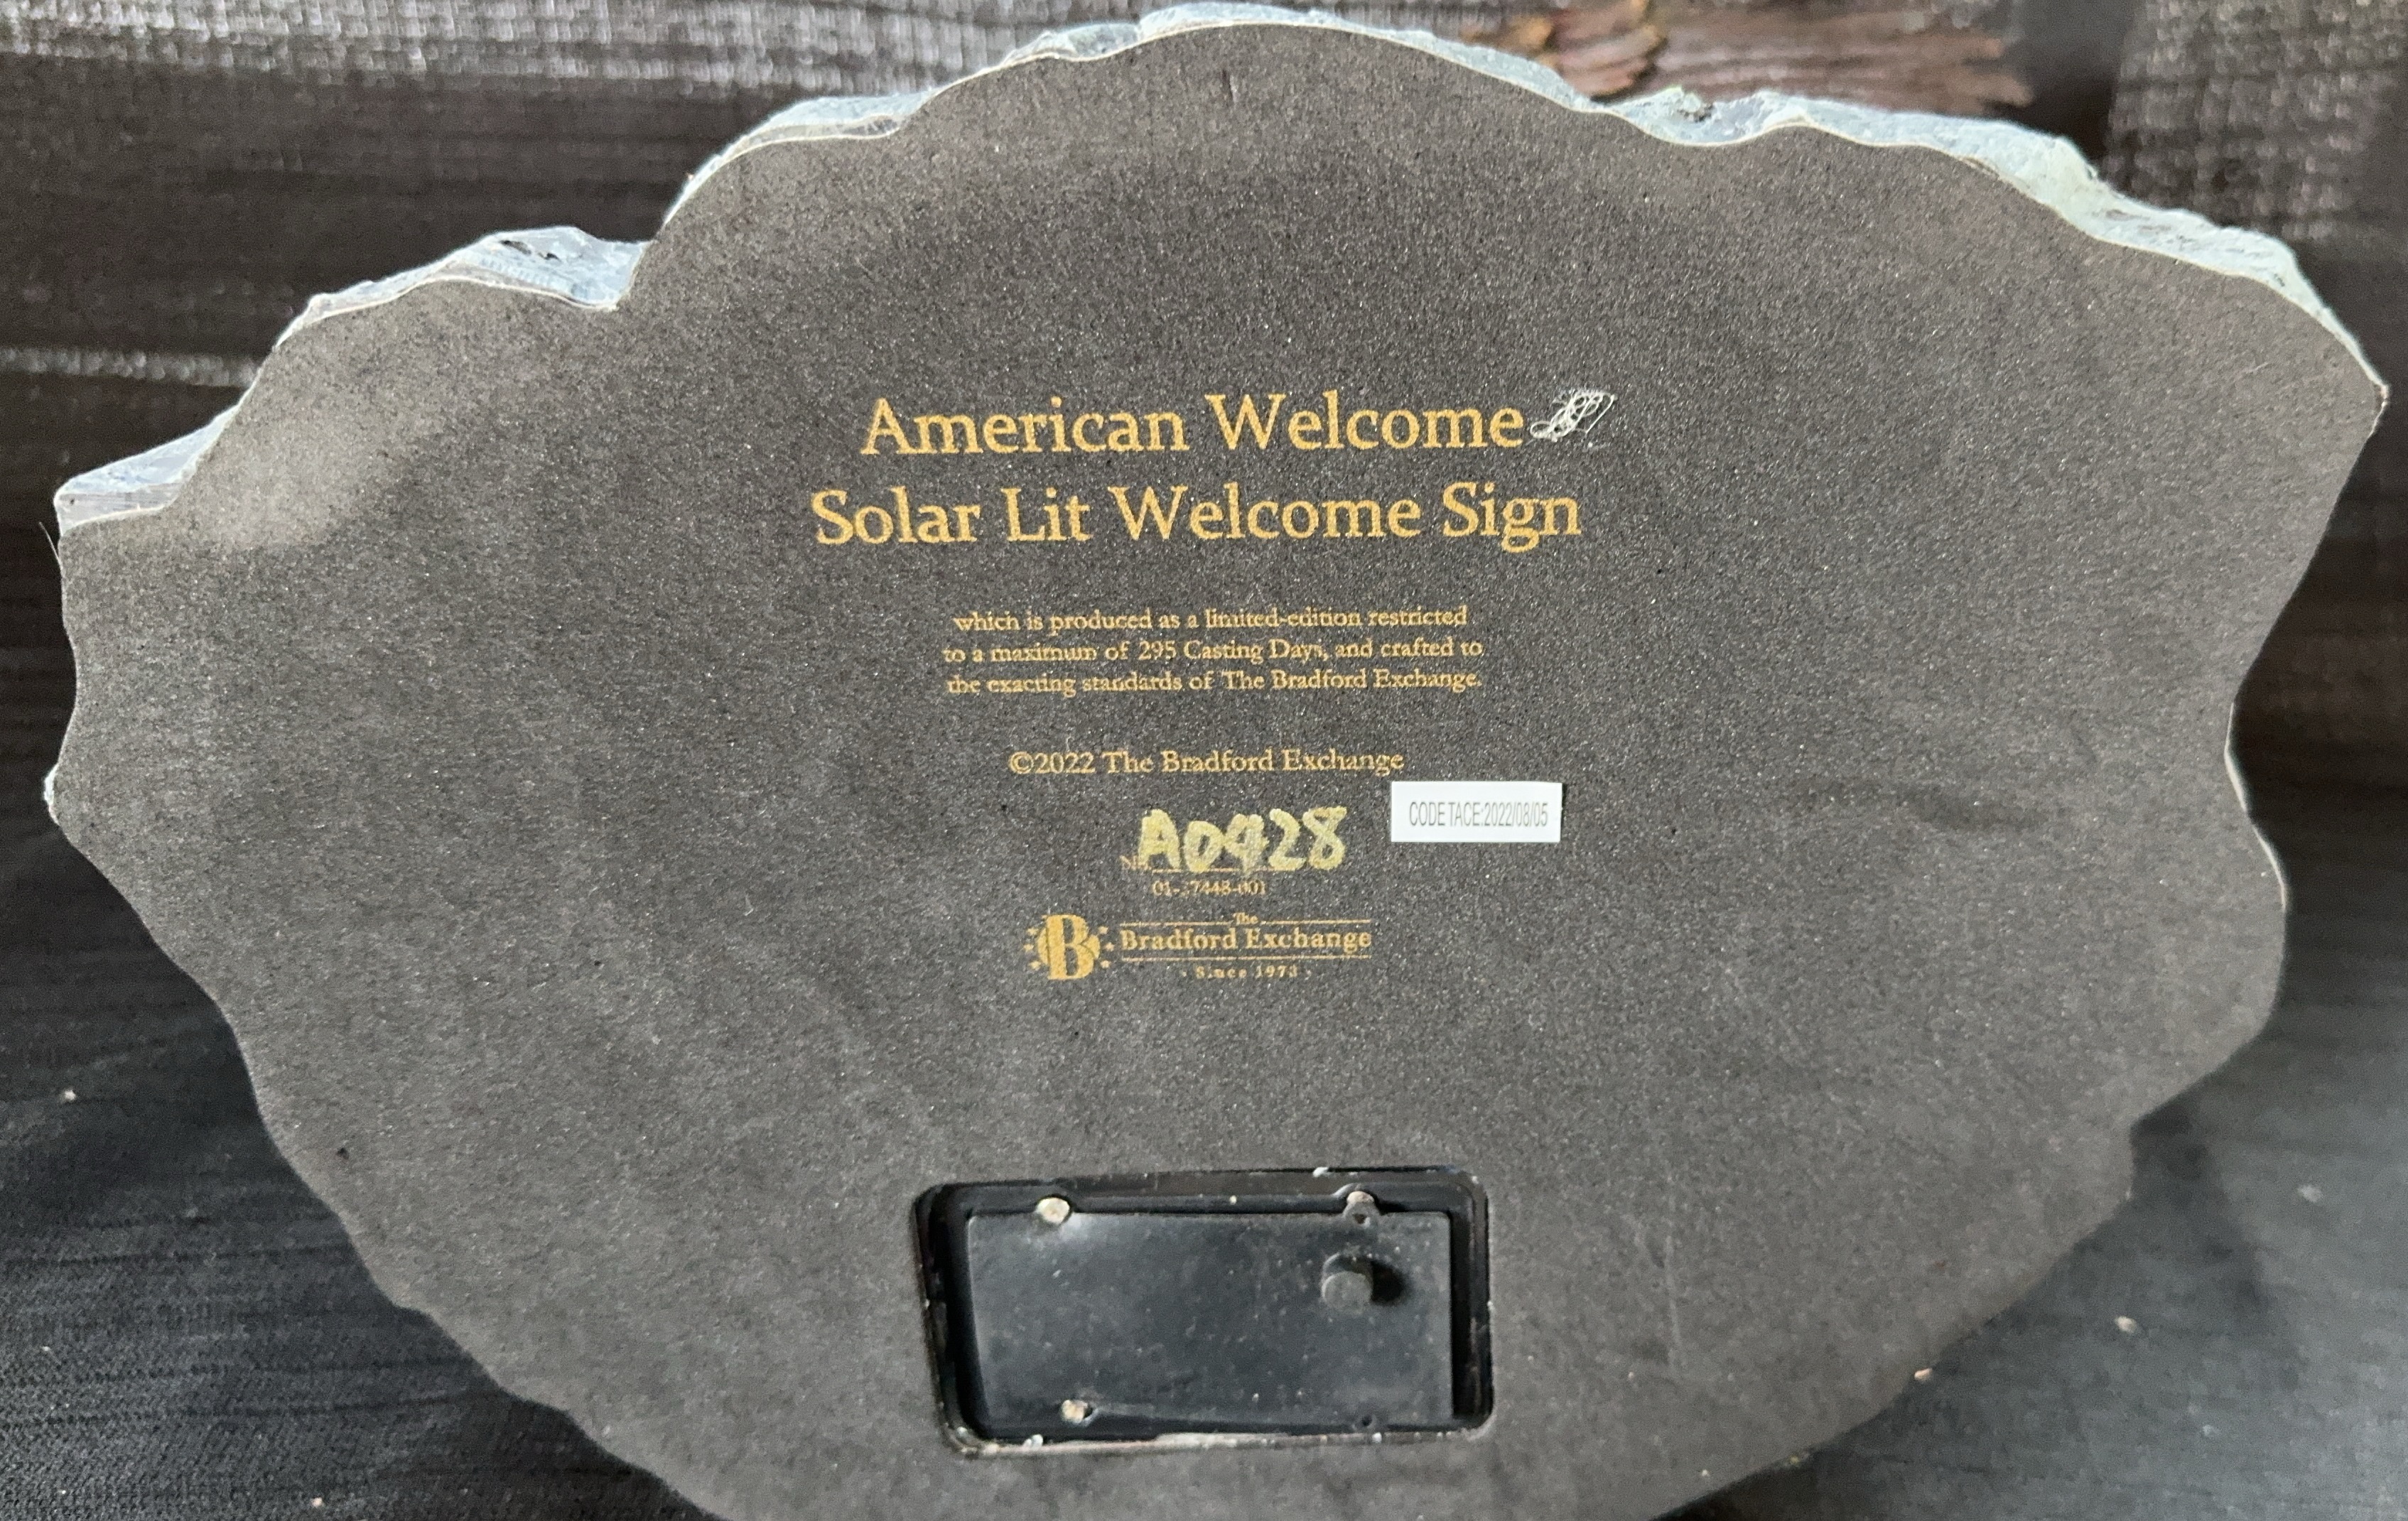 American Welcome
Solar Lit Welcome Sign
which is produced as a limited-edition restricted
to a maximum of 295 Casting Days, and crafted to
the exacting standards of The Bradford Exchange.
©2022 The Bradford Exchange
CODE TACE:2022/08/05
A0428
B
The
Bradford Exchange
· Since 1973 ·